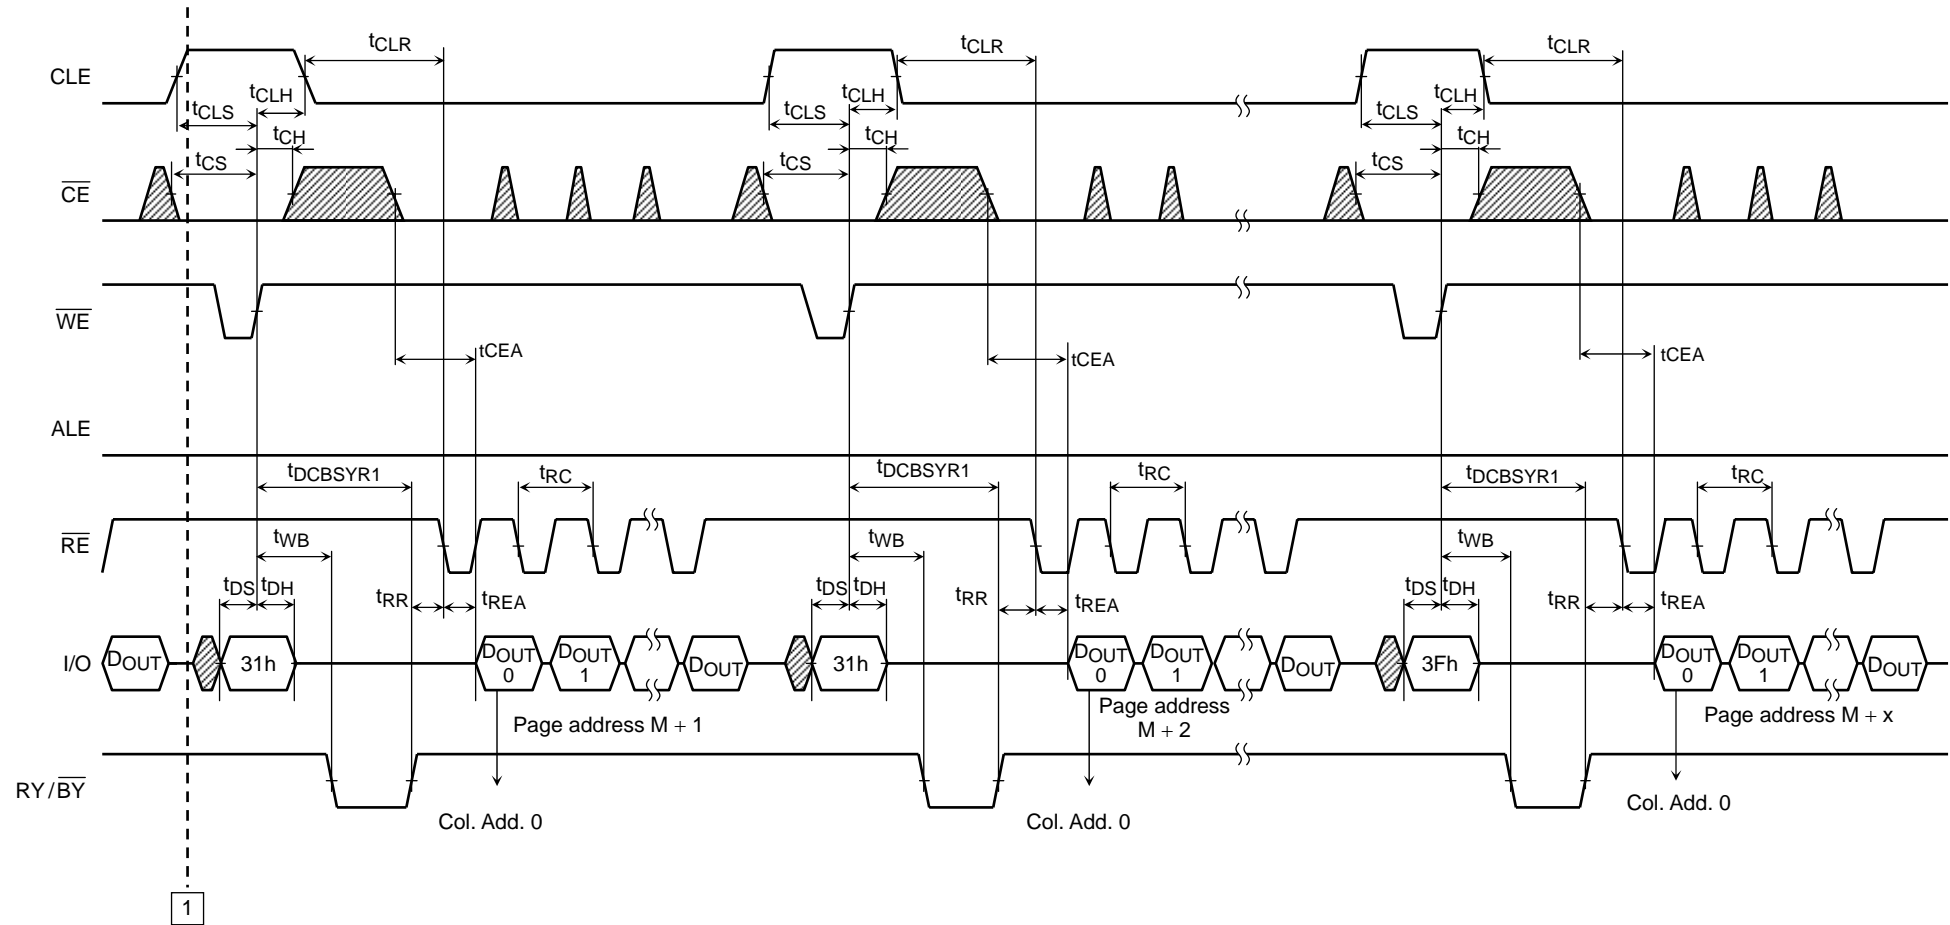 tCLR tCLR tCLR
CLE
tCLH tCLH tCLH
tCLS tCLS tCLS
tCH tCH tCH
tCS tCS tCS
CE
WE
tCEA tCEA tCEA
ALE
tDCBSYR1 tRC tDCBSYR1 tRC tDCBSYR1 tRC
RE
tWB tWB tWB
tDS tDH tDS tDH tDS tDH
tRR tREA tRR tREA tRR tREA
I/O DOUT 31h DOUT 0 DOUT 1 DOUT 31h DOUT 0 DOUT 1 DOUT 3Fh DOUT 0 DOUT 1 DOUT
Page address M + 1
Page address
M + 2
Page address M + x
RY/BY
Col. Add. 0 Col. Add. 0 Col. Add. 0
1